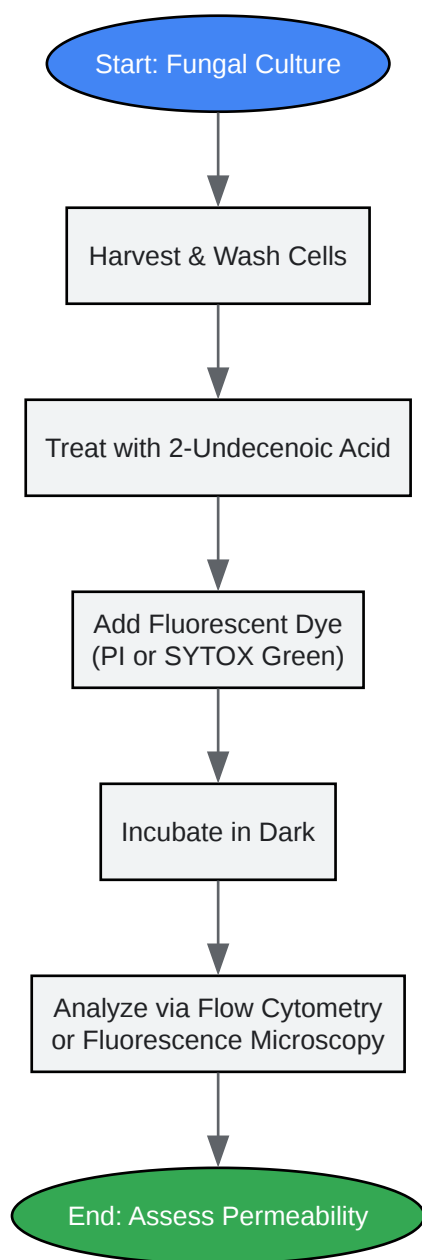 Start: Fungal Culture
Harvest & Wash Cells
Treat with 2-Undecenoic Acid
Add Fluorescent Dye
(PI or SYTOX Green)
Incubate in Dark
Analyze via Flow Cytometry
or Fluorescence Microscopy
End: Assess Permeability